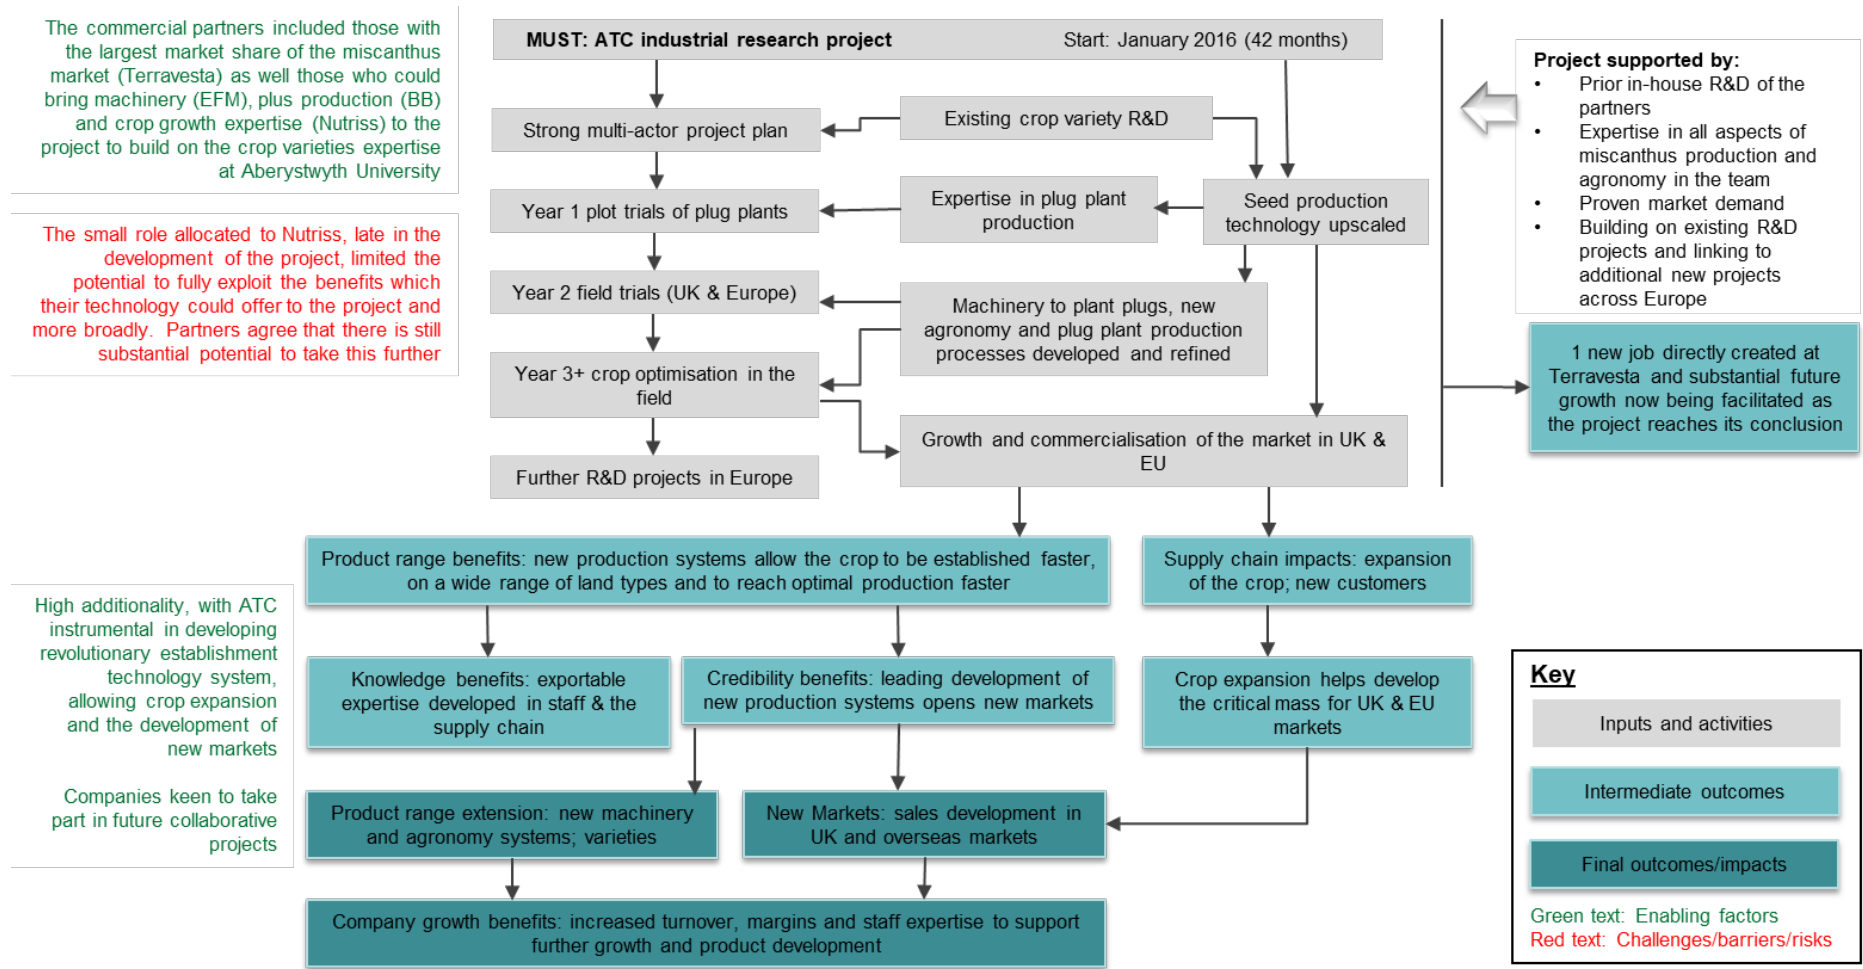 The commercial partners included those with
the largest market share of the miscanthus
market (Terravesta) as well those who could
bring machinery (EFM), plus production (BB)
and crop growth expertise (Nutriss) to the
project to build on the crop varieties expertise
at Aberystwyth University
The small role allocated to Nutriss, late in the
development of the project, limited the
potential to fully exploit the benefits which
their technology could offer to the project and
more broadly. Partners agree that there is still
substantial potential to take this further
MUST: ATC industrial research project Start: January 2016 (42 months)
Strong multi-actor project plan
Existing crop variety R&D
Year 1 plot trials of plug plants
Expertise in plug plant
production
Seed production
technology upscaled
Year 2 field trials (UK & Europe)
Machinery to plant plugs, new
agronomy and plug plant production
processes developed and refined
Year 3+ crop optimisation in the
field
Growth and commercialisation of the market in UK &
EU
Further R&D projects in Europe
Project supported by:
• Prior in-house R&D of the
partners
• Expertise in all aspects of
miscanthus production and
agronomy in the team
• Proven market demand
• Building on existing R&D
projects and linking to
additional new projects
across Europe
1 new job directly created at
Terravesta and substantial future
growth now being facilitated as
the project reaches its conclusion
Product range benefits: new production systems allow the crop to be established faster,
on a wide range of land types and to reach optimal production faster
Supply chain impacts: expansion
of the crop; new customers
High additionality, with ATC
instrumental in developing
revolutionary establishment
technology system,
allowing crop expansion
and the development of
new markets
Companies keen to take
part in future collaborative
projects
Knowledge benefits: exportable
expertise developed in staff & the
supply chain
Credibility benefits: leading development of
new production systems opens new markets
Crop expansion helps develop
the critical mass for UK & EU
markets
Product range extension: new machinery
and agronomy systems; varieties
New Markets: sales development in
UK and overseas markets
Company growth benefits: increased turnover, margins and staff expertise to support
further growth and product development
Key
Inputs and activities
Intermediate outcomes
Final outcomes/impacts
Green text: Enabling factors
Red text: Challenges/barriers/risks